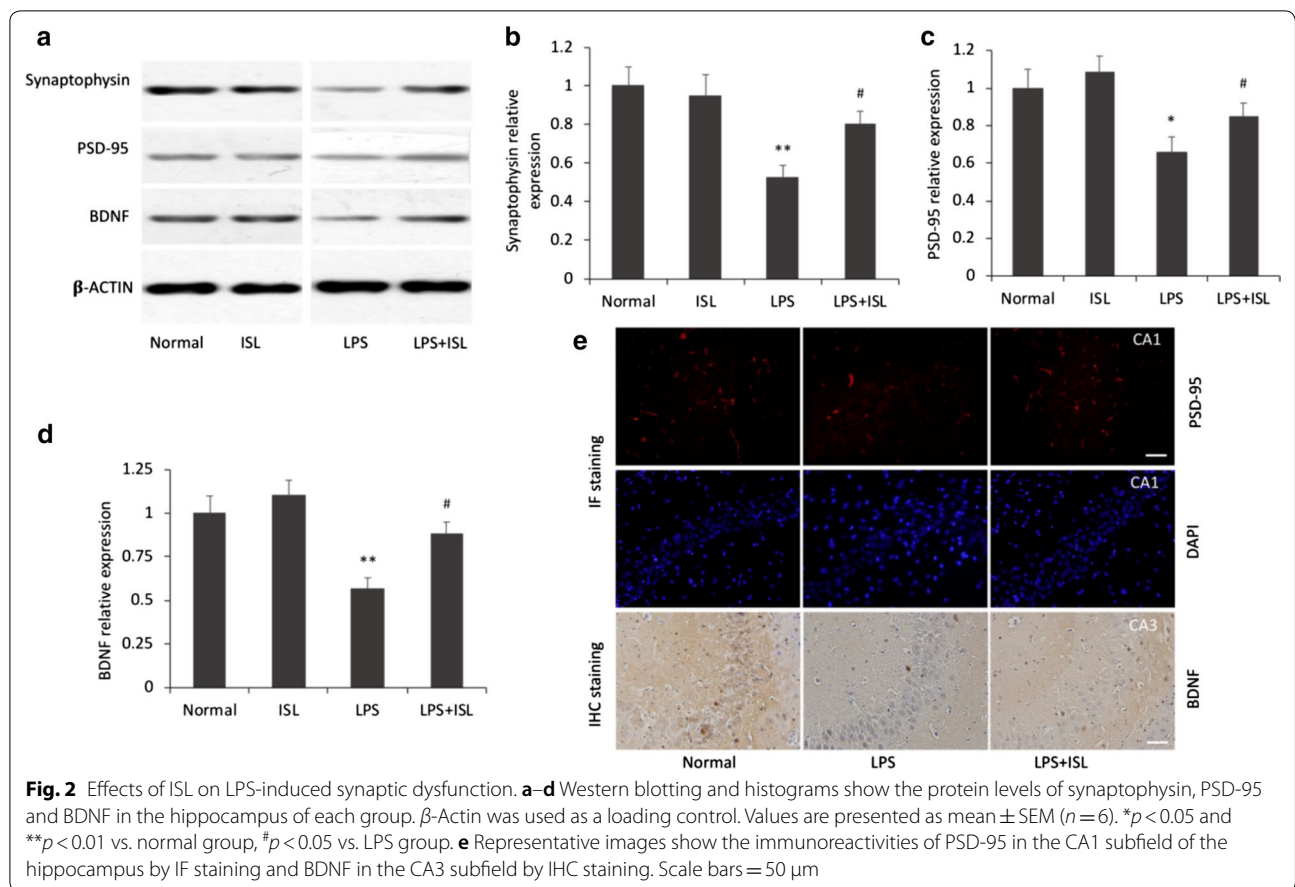 a
Synaptophysin
PSD-95
BDNF
β-ACTIN
Normal ISL LPS LPS+ISL
b
Synaptophysin relative
expression
1.2
1
0.8
0.6
0.4
0.2
0
**
#
Normal ISL LPS LPS+ISL
c
PSD-95 relative expression
1.2
1
0.8
0.6
0.4
0.2
0
*
#
Normal ISL LPS LPS+ISL
d
BDNF relative expression
1.25
1
0.75
0.5
0.25
0
**
#
Normal ISL LPS LPS+ISL
e
IF staining
IHC staining
CA1
PSD-95
CA1
DAPI
CA3
BDNF
Normal LPS LPS+ISL
Fig. 2 Effects of ISL on LPS-induced synaptic dysfunction. a–d Western blotting and histograms show the protein levels of synaptophysin, PSD-95
and BDNF in the hippocampus of each group. β-Actin was used as a loading control. Values are presented as mean ± SEM (n = 6). *p < 0.05 and
**p < 0.01 vs. normal group, #p < 0.05 vs. LPS group. e Representative images show the immunoreactivities of PSD-95 in the CA1 subfield of the
hippocampus by IF staining and BDNF in the CA3 subfield by IHC staining. Scale bars = 50 μm